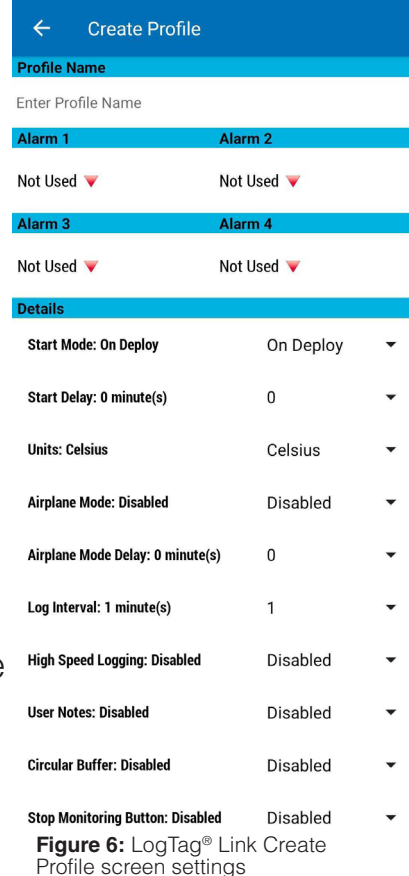 Create Profile
Profile Name
Enter Profile Name
Alarm 1 Alarm 2
Not Used Not Used
Alarm 3 Alarm 4
Not Used Not Used
Details
Start Mode: On Deploy On Deploy
Start Delay: 0 minute(s) 0
Units: Celsius Celsius
Airplane Mode: Disabled Disabled
Airplane Mode Delay: 0 minute(s) 0
Log Interval: 1 minute(s) 1
e
High Speed Logging: Disabled Disabled
User Notes: Disabled Disabled
Circular Buffer: Disabled Disabled
Stop Monitoring Button: Disabled Disabled
Figure 6: LogTag® Link Create
Profile screen settings